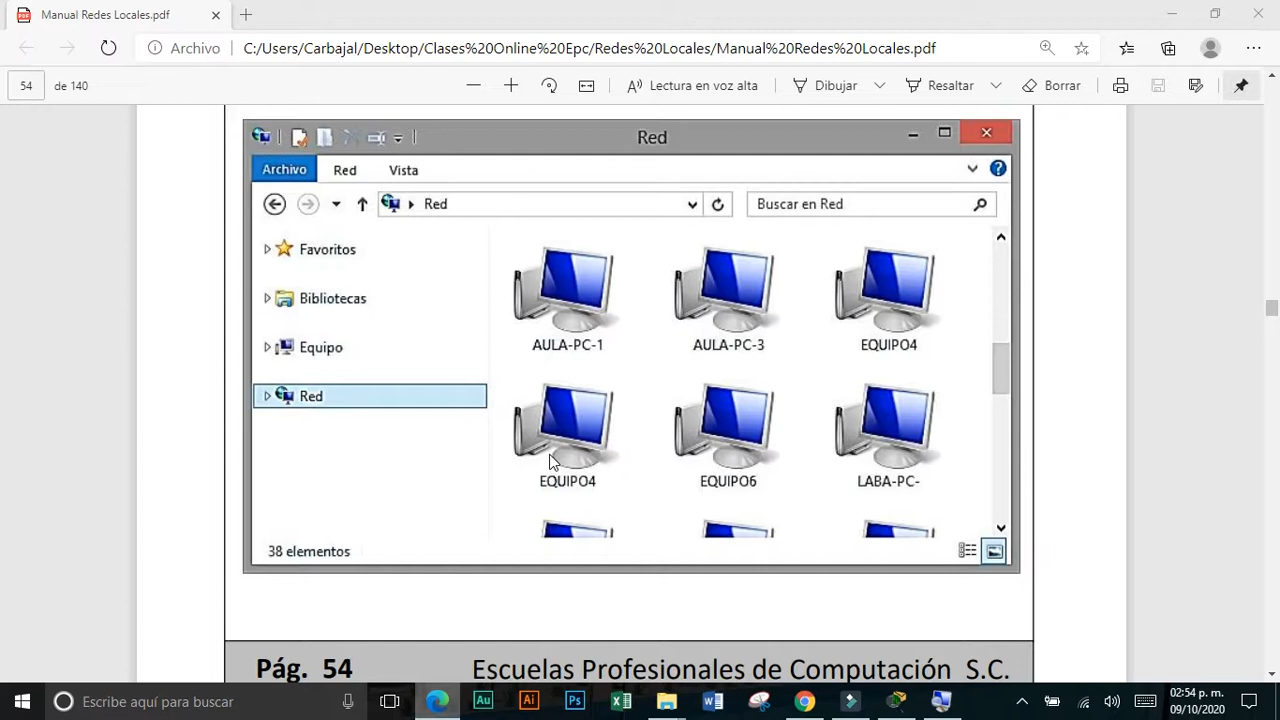 Manual Redes Locales.pdf
Archivo C:/Users/Carbajal/Desktop/Clases%20Online%20Epc/Redes%20Locales/Manual%20Redes%20Locales.pdf
54 de 140 Lectura en voz alta Dibujar Resaltar Borrar
Red
Archivo Red Vista
Red Buscar en Red
Favoritos
Bibliotecas
Equipo
Red
AULA-PC-1 AULA-PC-3 EQUIPO4
EQUIPO4 EQUIPO6 LABA-PC-
38 elementos
Pág. 54 Escuelas Profesionales de Computación S.C.
Escribe aquí para buscar
02:54 p. m.
09/10/2020